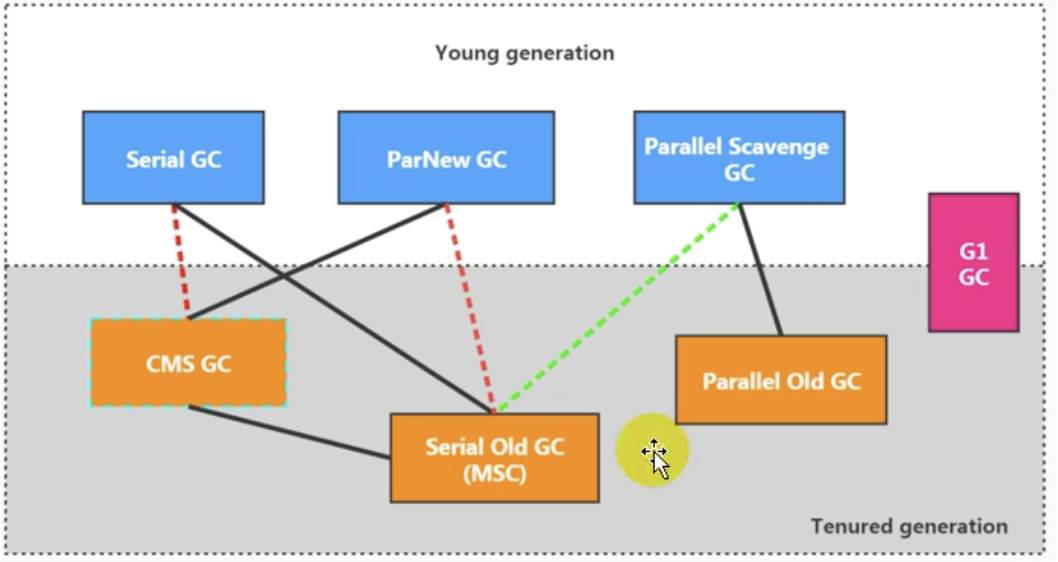 Young generation
Serial GC
ParNew GC
Parallel Scavenge
GC
G1
GC
CMS GC
Parallel Old GC
Serial Old GC
(MSC)
Tenured generation